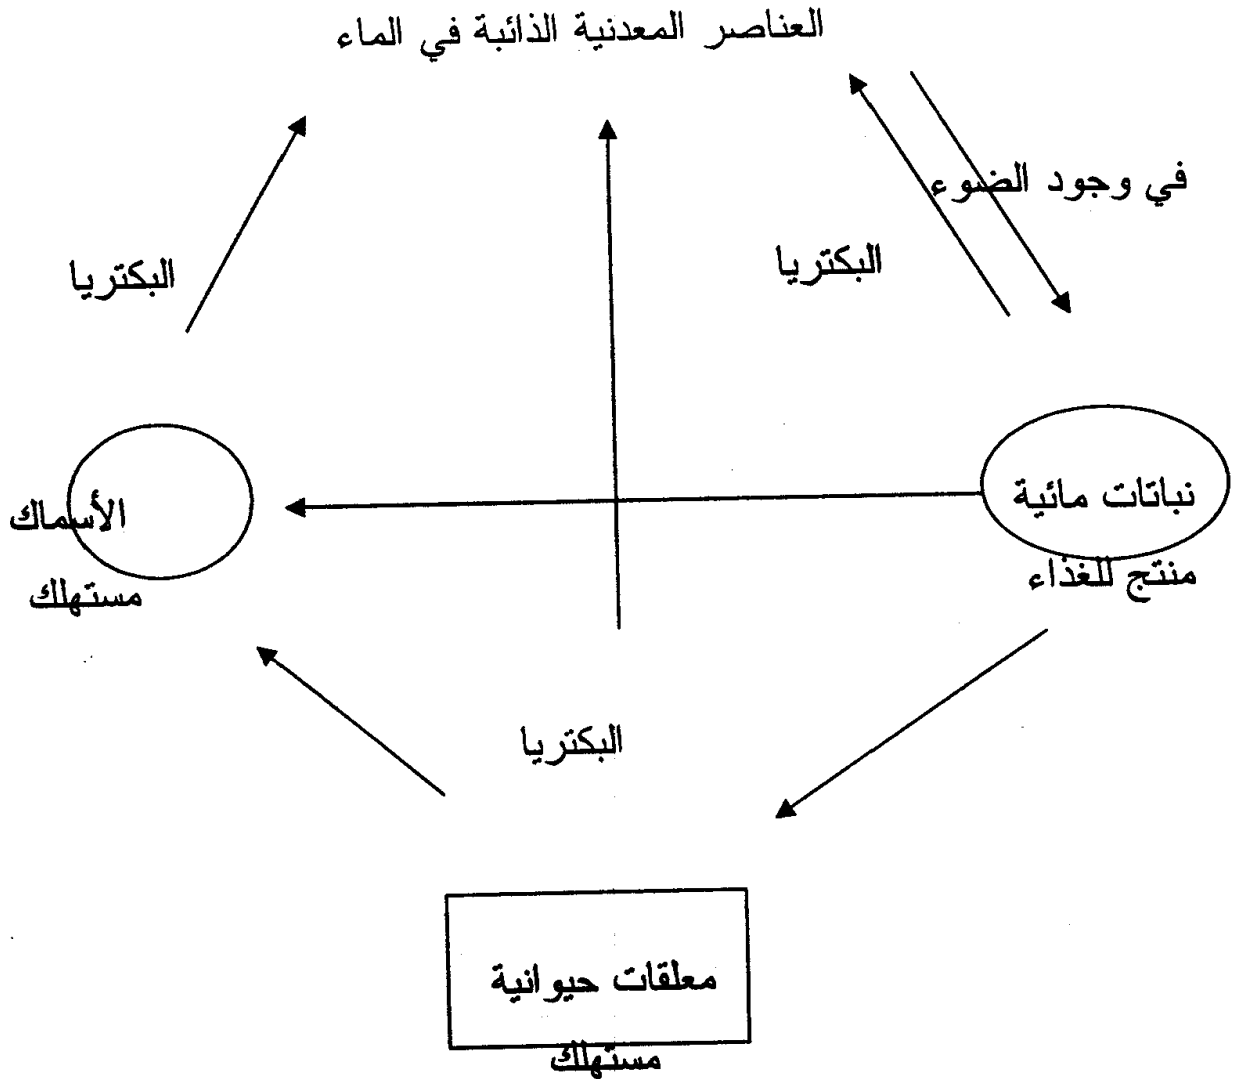 العناصر المعدنية الذائبة في الماء
في وجود الضوء
البكتريا
البكتريا
نباتات مائية
منتج للغذاء
الأسماك
مستهلك
البكتريا
معلقات حيوانية
مستهلك